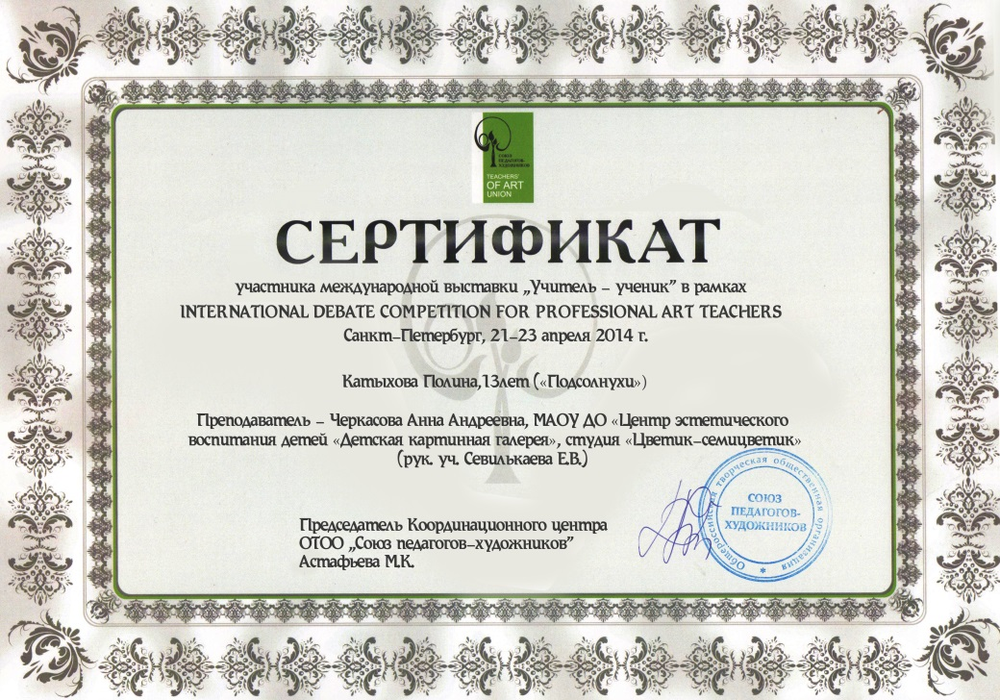 СОЮЗ
ПЕДАГОГОВ-
ХУДОЖНИКОВ
TEACHERS'
OF ART
UNION
СЕРТИФИКАТ
участника международной выставки „Учитель – ученик” в рамках
INTERNATIONAL DEBATE COMPETITION FOR PROFESSIONAL ART TEACHERS
Санкт-Петербург, 21-23 апреля 2014 г.
Катыхова Полина,13лет («Подсолнухи»)
Преподаватель – Черкасова Анна Андреевна, МАОУ ДО «Центр эстетического
воспитания детей «Детская картинная галерея», студия «Цветик-семицветик»
(рук. уч. Севилькаева Е.В.)
Председатель Координационного центра
ОТОО „Союз педагогов-художников”
Астафьева М.К.
Общероссийская творческая общественная организация
СОЮЗ
ПЕДАГОГОВ-
ХУДОЖНИКОВ